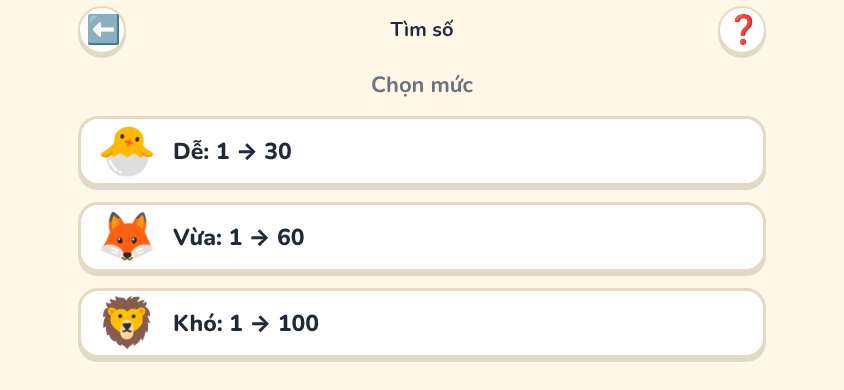 Tìm số
Chọn mức
Dễ: 1 → 30
Vừa: 1 → 60
Khó: 1 → 100